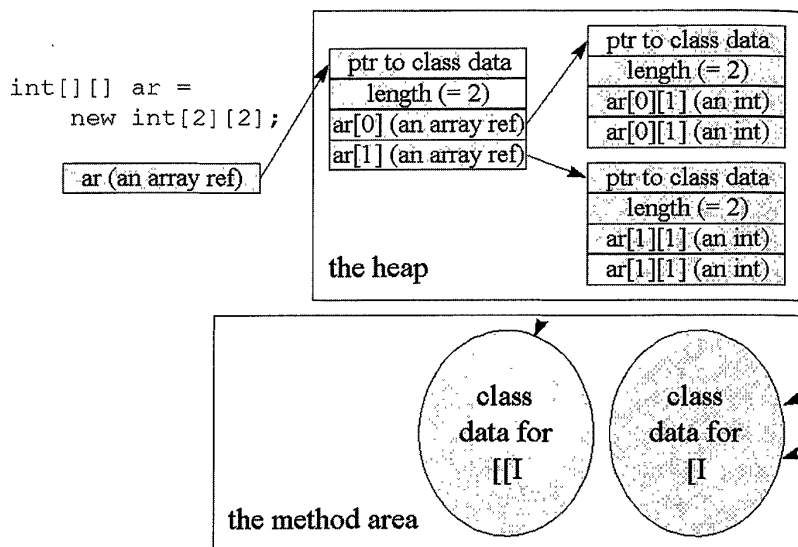 int[][] ar =
new int[2][2];
ar (an array ref)
ptr to class data
length (= 2)
ar[0] (an array ref)
ar[1] (an array ref)
ptr to class data
length (= 2)
ar[0][1] (an int)
ar[0][1] (an int)
ptr to class data
length (= 2)
ar[1][1] (an int)
ar[1][1] (an int)
the heap
class
data for
[[I
class
data for
[I
the method area